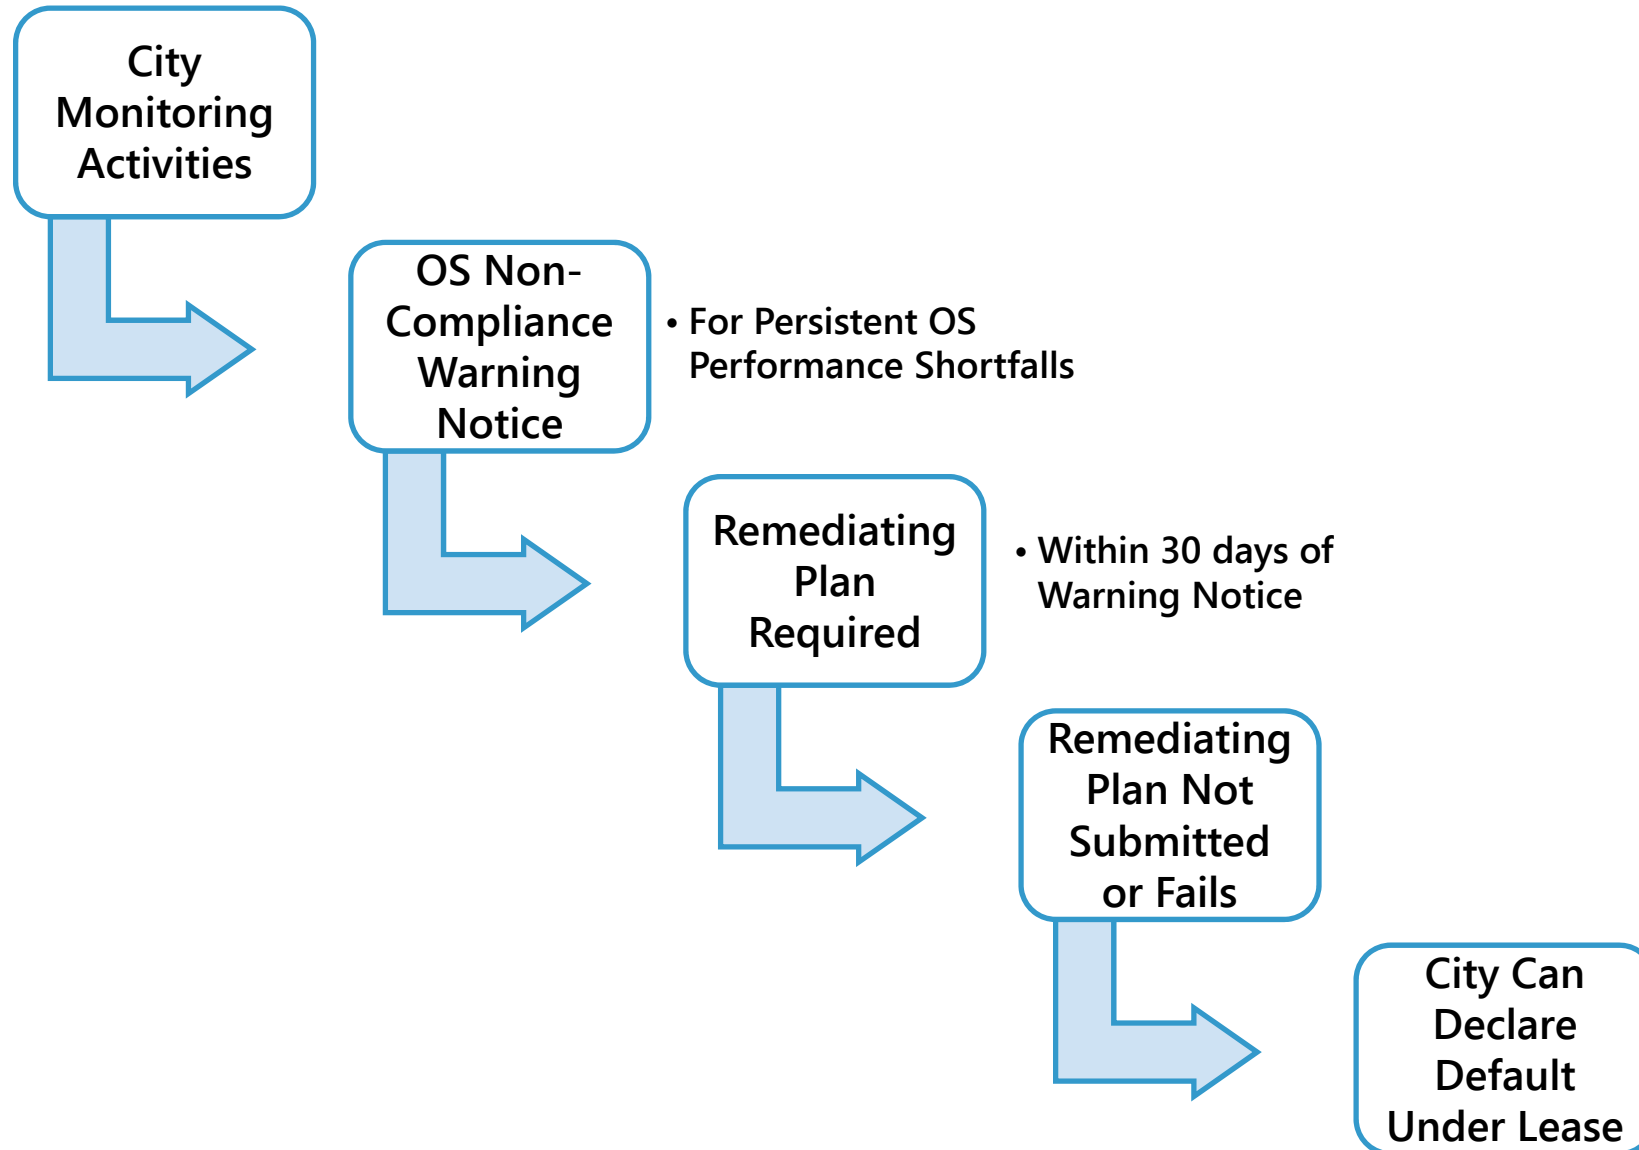 City
Monitoring
Activities
OS Non-
Compliance
Warning
Notice
• For Persistent OS
Performance Shortfalls
Remediating
Plan
Required
• Within 30 days of
Warning Notice
Remediating
Plan Not
Submitted
or Fails
City Can
Declare
Default
Under Lease